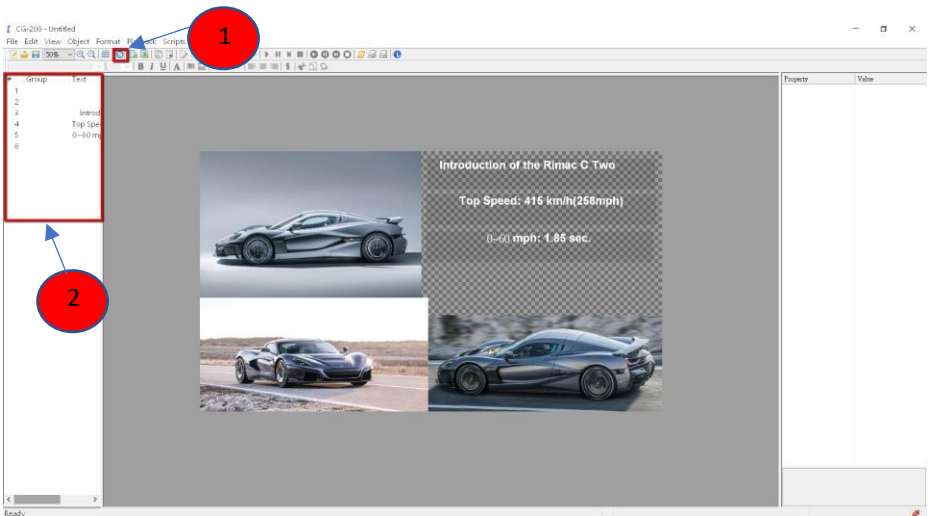 CG-200 - Untitled
File Edit View Object Format Playback Scripts
1
50%
B I U A
# Group Text
1
2
3 Introd
4 Top Spe
5 0~60 mp
6
Property Value
Introduction of the Rimac C Two
Top Speed: 415 km/h(258mph)
0~60 mph: 1.85 sec.
2
Ready